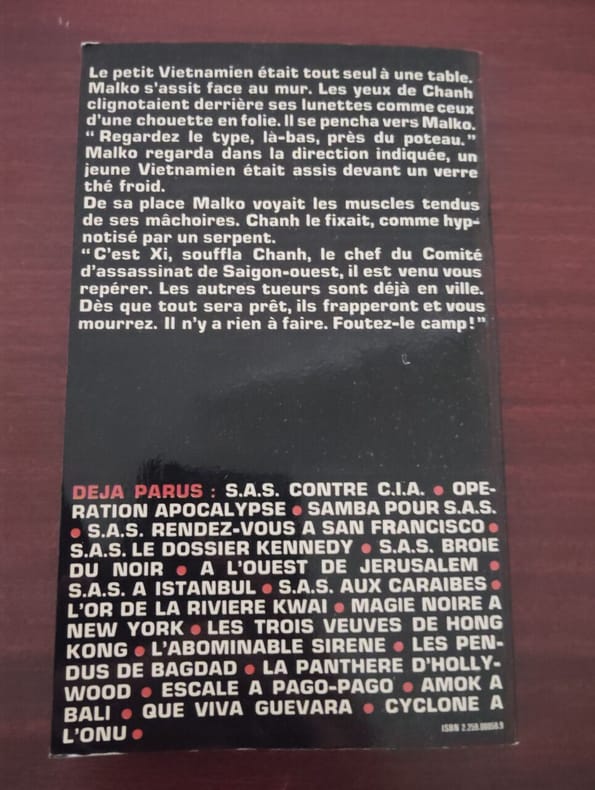 Le petit Vietnamien était tout seul à une table.
Malko s'assit face au mur. Les yeux de Chanh
clignotaient derrière ses lunettes comme ceux
d'une chouette en folie. Il se pencha vers Malko.
“ Regardez le type, là-bas, près du poteau.”
Malko regarda dans la direction indiquée, un
jeune Vietnamien était assis devant un verre
thé froid.
De sa place Malko voyait les muscles tendus
de ses mâchoires. Chanh le fixait, comme hyp-
notisé par un serpent.
“ C'est Xi, souffla Chanh, le chef du Comité
d'assassinat de Saigon-ouest, il est venu vous
repérer. Les autres tueurs sont déjà en ville.
Dès que tout sera prêt, ils frapperont et vous
mourrez. Il n'y a rien à faire. Foutez-le camp!”
DEJA PARUS : S.A.S. CONTRE C.I.A. ● OPE-
RATION APOCALYPSE ● SAMBA POUR S.A.S.
● S.A.S. RENDEZ-VOUS A SAN FRANCISCO ●
S.A.S. LE DOSSIER KENNEDY ● S.A.S. BROIE
DU NOIR ● A L'OUEST DE JERUSALEM ●
S.A.S. A ISTANBUL ● S.A.S. AUX CARAIBES ●
L'OR DE LA RIVIERE KWAI ● MAGIE NOIRE A
NEW YORK ● LES TROIS VEUVES DE HONG
KONG ● L'ABOMINABLE SIRENE ● LES PEN-
DUS DE BAGDAD ● LA PANTHERE D'HOLLY-
WOOD ● ESCALE A PAGO-PAGO ● AMOK A
BALI ● QUE VIVA GUEVARA ● CYCLONE A
L'ONU ●
ISBN 2.259.00058.9